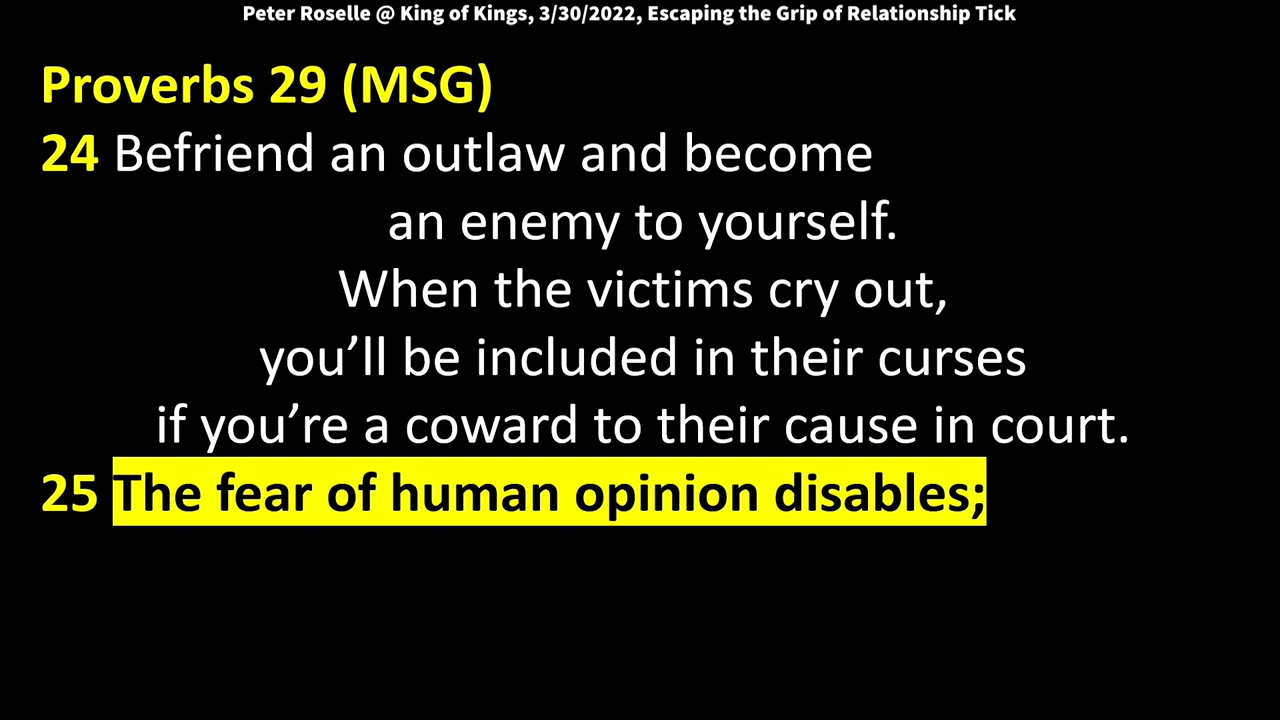 Peter Roselle @ King of Kings, 3/30/2022, Escaping the Grip of Relationship Tick
Proverbs 29 (MSG)
24 Befriend an outlaw and become
an enemy to yourself.
When the victims cry out,
you’ll be included in their curses
if you’re a coward to their cause in court.
25 The fear of human opinion disables;